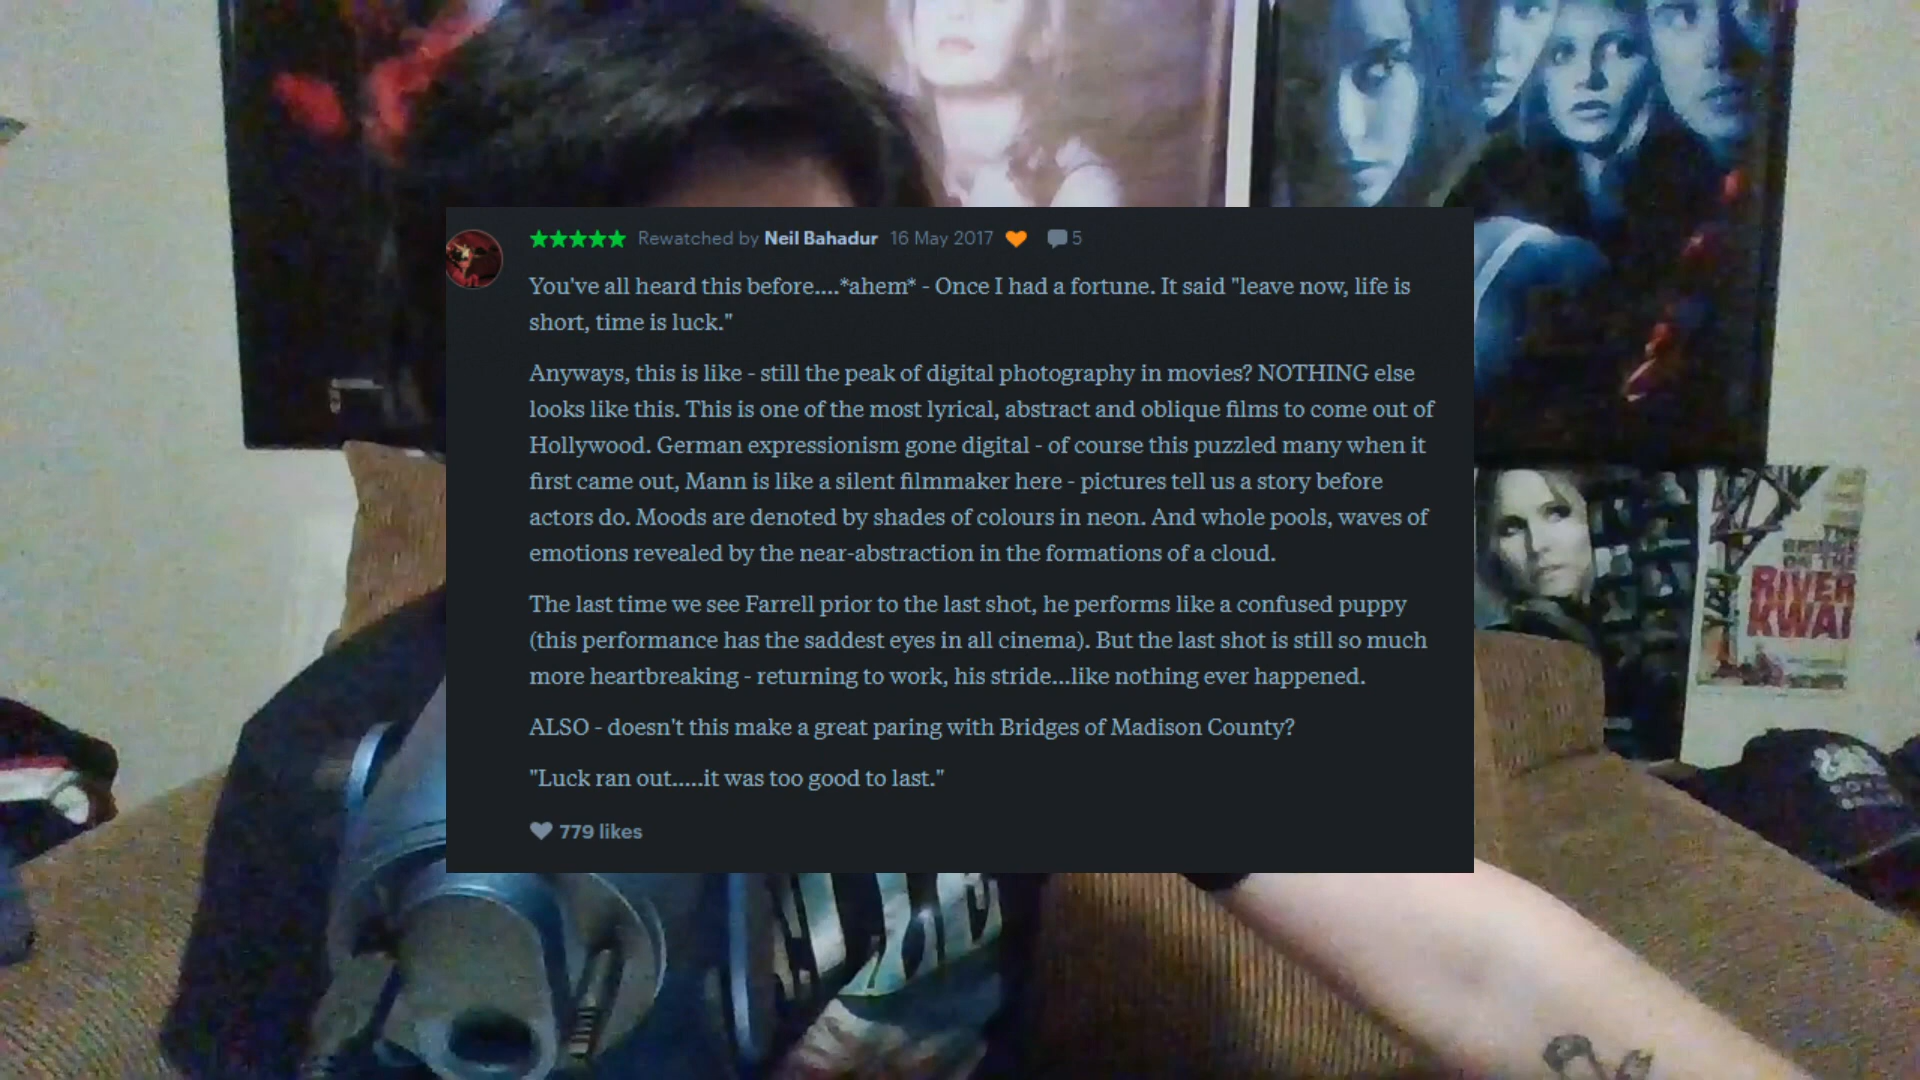 Rewatched by Neil Bahadur 16 May 2017 5
You've all heard this before....*ahem* - Once I had a fortune. It said "leave now, life is
short, time is luck."
Anyways, this is like - still the peak of digital photography in movies? NOTHING else
looks like this. This is one of the most lyrical, abstract and oblique films to come out of
Hollywood. German expressionism gone digital - of course this puzzled many when it
first came out, Mann is like a silent filmmaker here - pictures tell us a story before
actors do. Moods are denoted by shades of colours in neon. And whole pools, waves of
emotions revealed by the near-abstraction in the formations of a cloud.
The last time we see Farrell prior to the last shot, he performs like a confused puppy
(this performance has the saddest eyes in all cinema). But the last shot is still so much
more heartbreaking - returning to work, his stride...like nothing ever happened.
ALSO - doesn't this make a great paring with Bridges of Madison County?
"Luck ran out.....it was too good to last."
779 likes
RIVER
KWAI